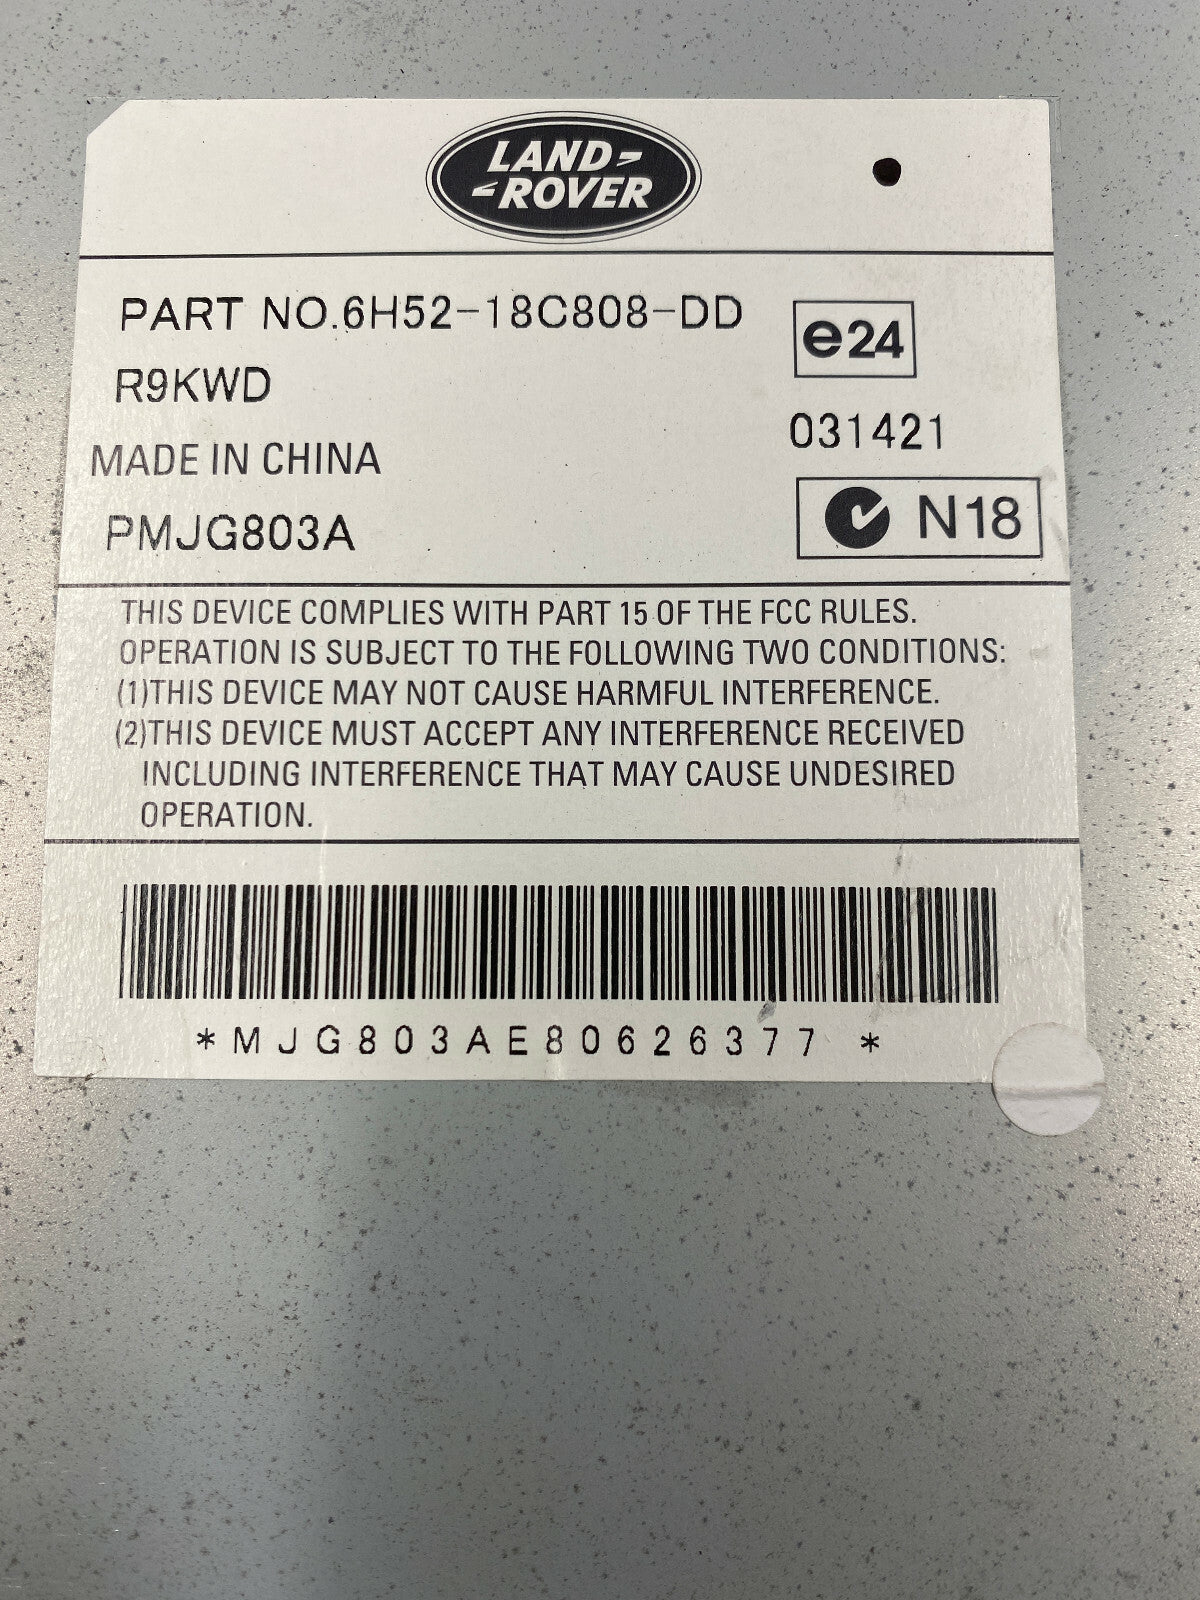 LAND-
-ROVER
PART NO.6H52-18C808-DD
e24
R9KWD
031421
MADE IN CHINA
N18
PMJG803A
THIS DEVICE COMPLIES WITH PART 15 OF THE FCC RULES.
OPERATION IS SUBJECT TO THE FOLLOWING TWO CONDITIONS:
(1)THIS DEVICE MAY NOT CAUSE HARMFUL INTERFERENCE.
(2)THIS DEVICE MUST ACCEPT ANY INTERFERENCE RECEIVED
INCLUDING INTERFERENCE THAT MAY CAUSE UNDESIRED
OPERATION.
*MJG803AE80626377 *